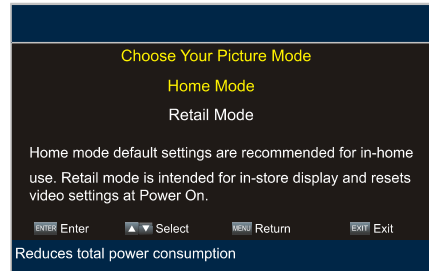 Choose Your Picture Mode
Home Mode
Retail Mode
Home mode default settings are recommended for in-home
use. Retail mode is intended for in-store display and resets
video settings at Power On.
ENTER Enter ▲ ▼ Select MENU Return EXIT Exit
Reduces total power consumption